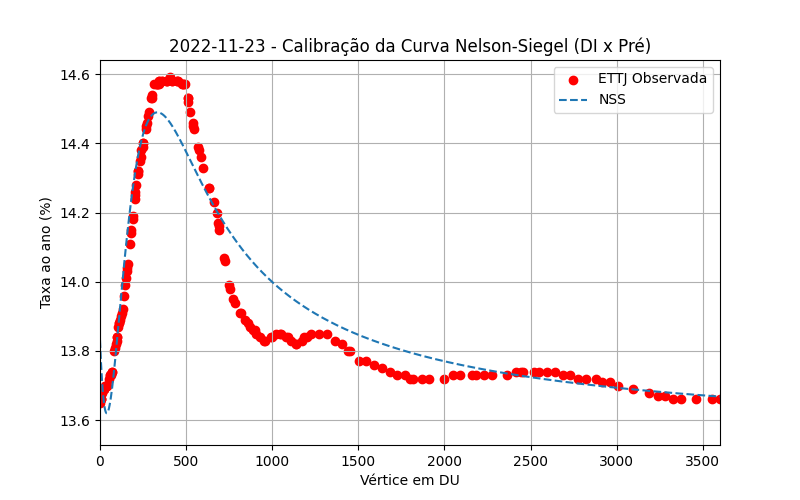 2022-11-23 - Calibração da Curva Nelson-Siegel (DI x Pré)
ETTJ Observada
NSS
14.6
14.4
14.2
14.0
13.8
13.6
Taxa ao ano (%)
0 500 1000 1500 2000 2500 3000 3500
Vértice em DU